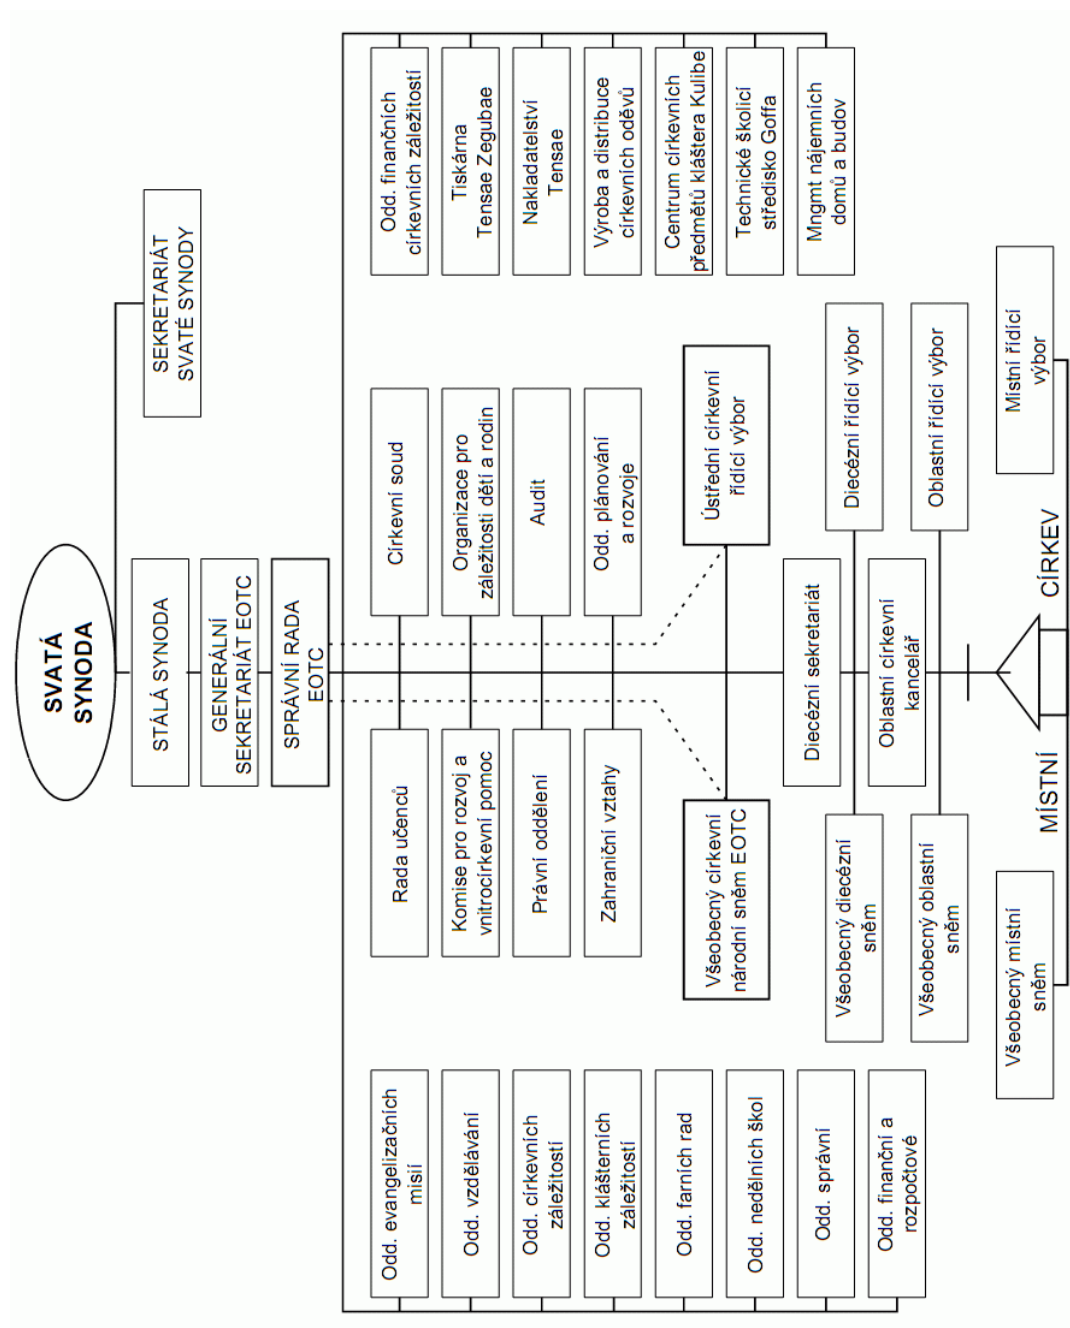 SVATÁ
SYNODA
SEKRETARIÁT
SVATÉ SYNODY
STÁLÁ SYNODA
GENERÁLNÍ
SEKRETARIÁT EOTC
SPRÁVNÍ RADA
EOTC
Odd. evangelizačních
misií
Odd. vzdělávání
Odd. církevních
záležitostí
Odd. klášterních
záležitostí
Odd. farních rad
Odd. nedělních škol
Odd. správní
Odd. finanční a
rozpočtové
Rada učenců
Komise pro rozvoj a
vnitrocírkevní pomoc
Právní oddělení
Zahraniční vztahy
Církevní soud
Organizace pro
záležitosti dětí a rodin
Audit
Odd. plánování
a rozvoje
Odd. finančních
církevních záležitostí
Tiskárna
Tensae Zegubae
Nakladatelství
Tensae
Výroba a distribuce
církevních oděvů
Centrum církevních
předmětů kláštera Kulibe
Technické školicí
středisko Goffa
Mngmt nájemních
domů a budov
Všeobecný církevní
národní sněm EOTC
Ústřední církevní
řídící výbor
Diecézní sekretariát
Všeobecný diecézní
sněm
Diecézní řídící výbor
Oblastní církevní
kancelář
Všeobecný oblastní
sněm
Oblastní řídící výbor
Všeobecný místní
sněm
Místní řídící
výbor
MÍSTNÍ CÍRKEV